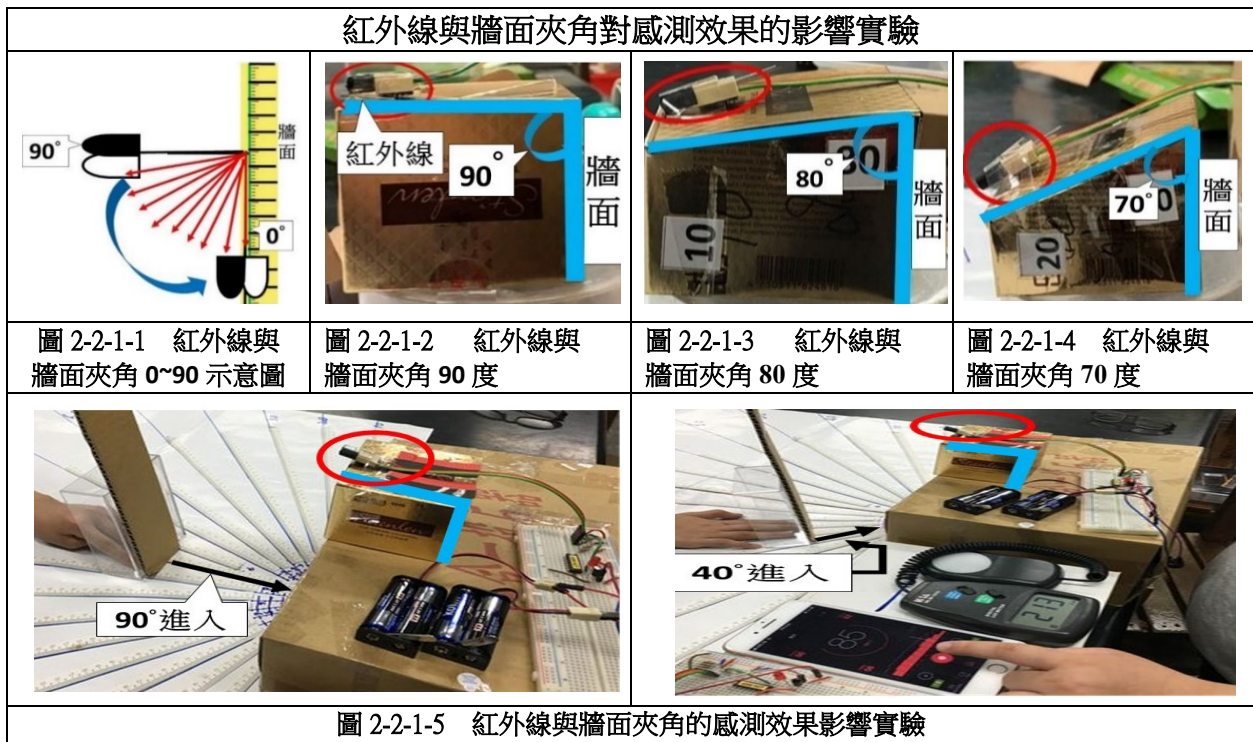 紅外線與牆面夾角對感測效果的影響實驗
90°
牆面
0°
紅外線
90°
牆面
80°
10
牆面
70°
20
牆面
圖 2-2-1-1 紅外線與
牆面夾角 0~90 示意圖
圖 2-2-1-2 紅外線與
牆面夾角 90 度
圖 2-2-1-3 紅外線與
牆面夾角 80 度
圖 2-2-1-4 紅外線與
牆面夾角 70 度
90°進入
40°進入
213
85
圖 2-2-1-5 紅外線與牆面夾角的感測效果影響實驗